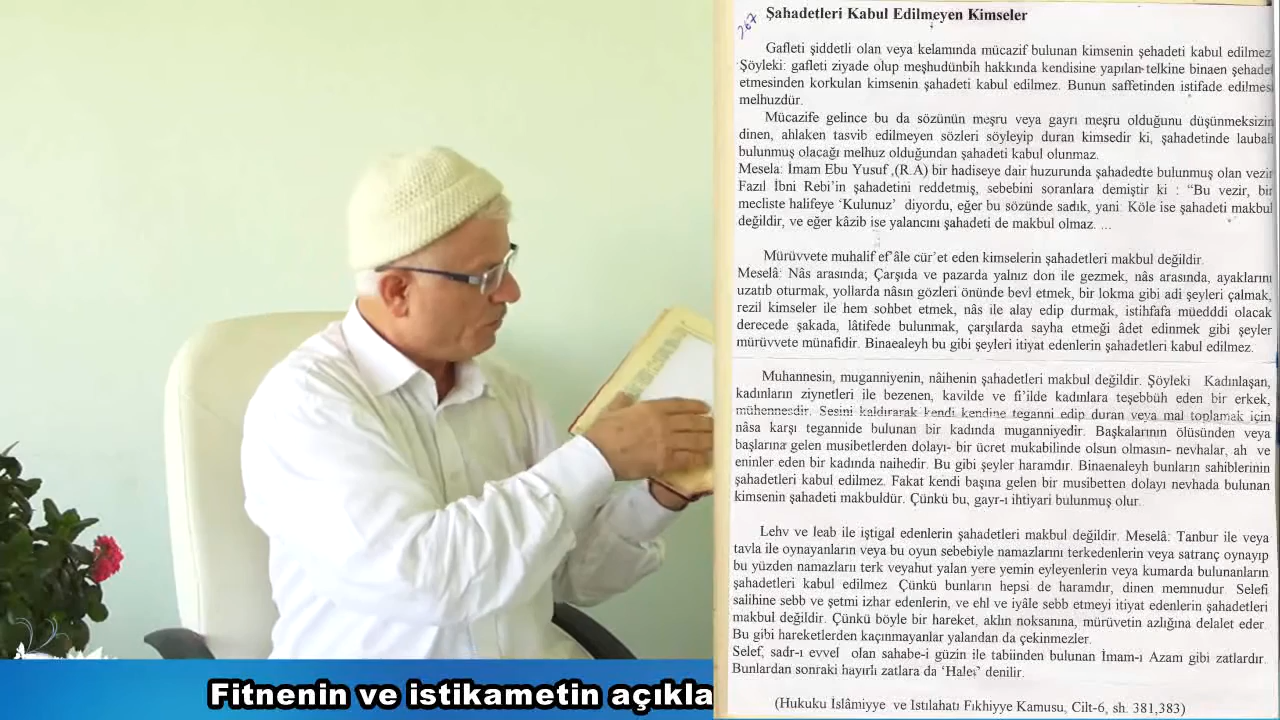 267
Şahadetleri Kabul Edilmeyen Kimseler
Gafleti şiddetli olan veya kelamında mücazif bulunan kimsenin şehadeti kabul edilmez
Şöyleki: gafleti ziyade olup meşhudünbih hakkında kendisine yapılan telkine binaen şehadet
etmesinden korkulan kimsenin şahadeti kabul edilmez. Bunun saffetinden istifade edilmesi
melhuzdür.
Mücazife gelince bu da sözünün meşru veya gayrı meşru olduğunu düşünmeksizin
dinen, ahlaken tasvib edilmeyen sözleri söyleyip duran kimsedir ki, şahadetinde laubali
bulunmuş olacağı melhuz olduğundan şahadeti kabul olunmaz.
Mesela: İmam Ebu Yusuf ,(R.A) bir hadiseye dair huzurunda şahadedte bulunmuş olan vezir
Fazıl İbni Rebi’in şahadetini reddetmiş, sebebini soranlara demiştir ki : “Bu vezir, bir
mecliste halifeye ‘Kulunuz’ diyordu, eğer bu sözünde sadık, yani: Köle ise şahadeti makbul
değildir, ve eğer kâzib ise yalancını şahadeti de makbul olmaz. ...
Mürüvvete muhalif ef’âle cür’et eden kimselerin şahadetleri makbul değildir.
Meselâ: Nâs arasında, Çarşıda ve pazarda yalnız don ile gezmek, nâs arasında, ayaklarını
uzatıb oturmak, yollarda nâsın gözleri önünde bevl etmek, bir lokma gibi adi şeyleri çalmak,
rezil kimseler ile hem sohbet etmek, nâs ile alay edip durmak, istihfafa müedddi olacak
derecede şakada, lâtifede bulunmak, çarşılarda sayha etmeği âdet edinmek gibi şeyler
mürüvvete münafidir. Binaealeyh bu gibi şeyleri itiyat edenlerin şahadetleri kabul edilmez.
Muhannesin, muganniyenin, nâihenin şahadetleri makbul değildir. Şöyleki Kadınlaşan,
kadınların ziynetleri ile bezenen, kavilde ve fi’ilde kadınlara teşebbüh eden bir erkek,
mühennesdir. Sesini kaldırarak kendi kendine teganni edip duran veya mal toplamak için
nâsa karşı tegannide bulunan bir kadında muganniyedir. Başkalarının ölüsünden veya
başlarına gelen musibetlerden dolayı- bir ücret mukabilinde olsun olmasın- nevhalar, ah ve
eninler eden bir kadında naihedir. Bu gibi şeyler haramdır. Binaenaleyh bunların sahiblerinin
şahadetleri kabul edilmez. Fakat kendi başına gelen bir musibetten dolayı nevhada bulunan
kimsenin şahadeti makbuldür. Çünkü bu, gayr-ı ihtiyari bulunmuş olur.
Lehv ve leab ile iştigal edenlerin şahadetleri makbul değildir. Meselâ: Tanbur ile veya
tavla ile oynayanların veya bu oyun sebebiyle namazlarını terkedenlerin veya satranç oynayıp
bu yüzden namazlarıı terk veyahut yalan yere yemin eyleyenlerin veya kumarda bulunanların
şahadetleri kabul edilmez Çünkü bunların hepsi de haramdır, dinen memnudur. Selefi
salihine sebb ve şetmi izhar edenlerin, ve ehl ve iyâle sebb etmeyi itiyat edenlerin şahadetleri
makbul değildir. Çünkü böyle bir hareket, aklın noksanına, mürüvetin azlığına delalet eder.
Bu gibi hareketlerden kaçınmayanlar yalandan da çekinmezler.
Selef, sadr-ı evvel olan sahabe-i güzin ile tabiinden bulunan İmam-ı Azam gibi zatlardır.
Bunlardan sonraki hayırlı zatlara da ‘Halef’ denilir.
(Hukuku İslâmiyye ve Istılahatı Fıkhiyye Kamusu, Cilt-6, sh. 381,383)
Fitnenin ve istikametin açıkla